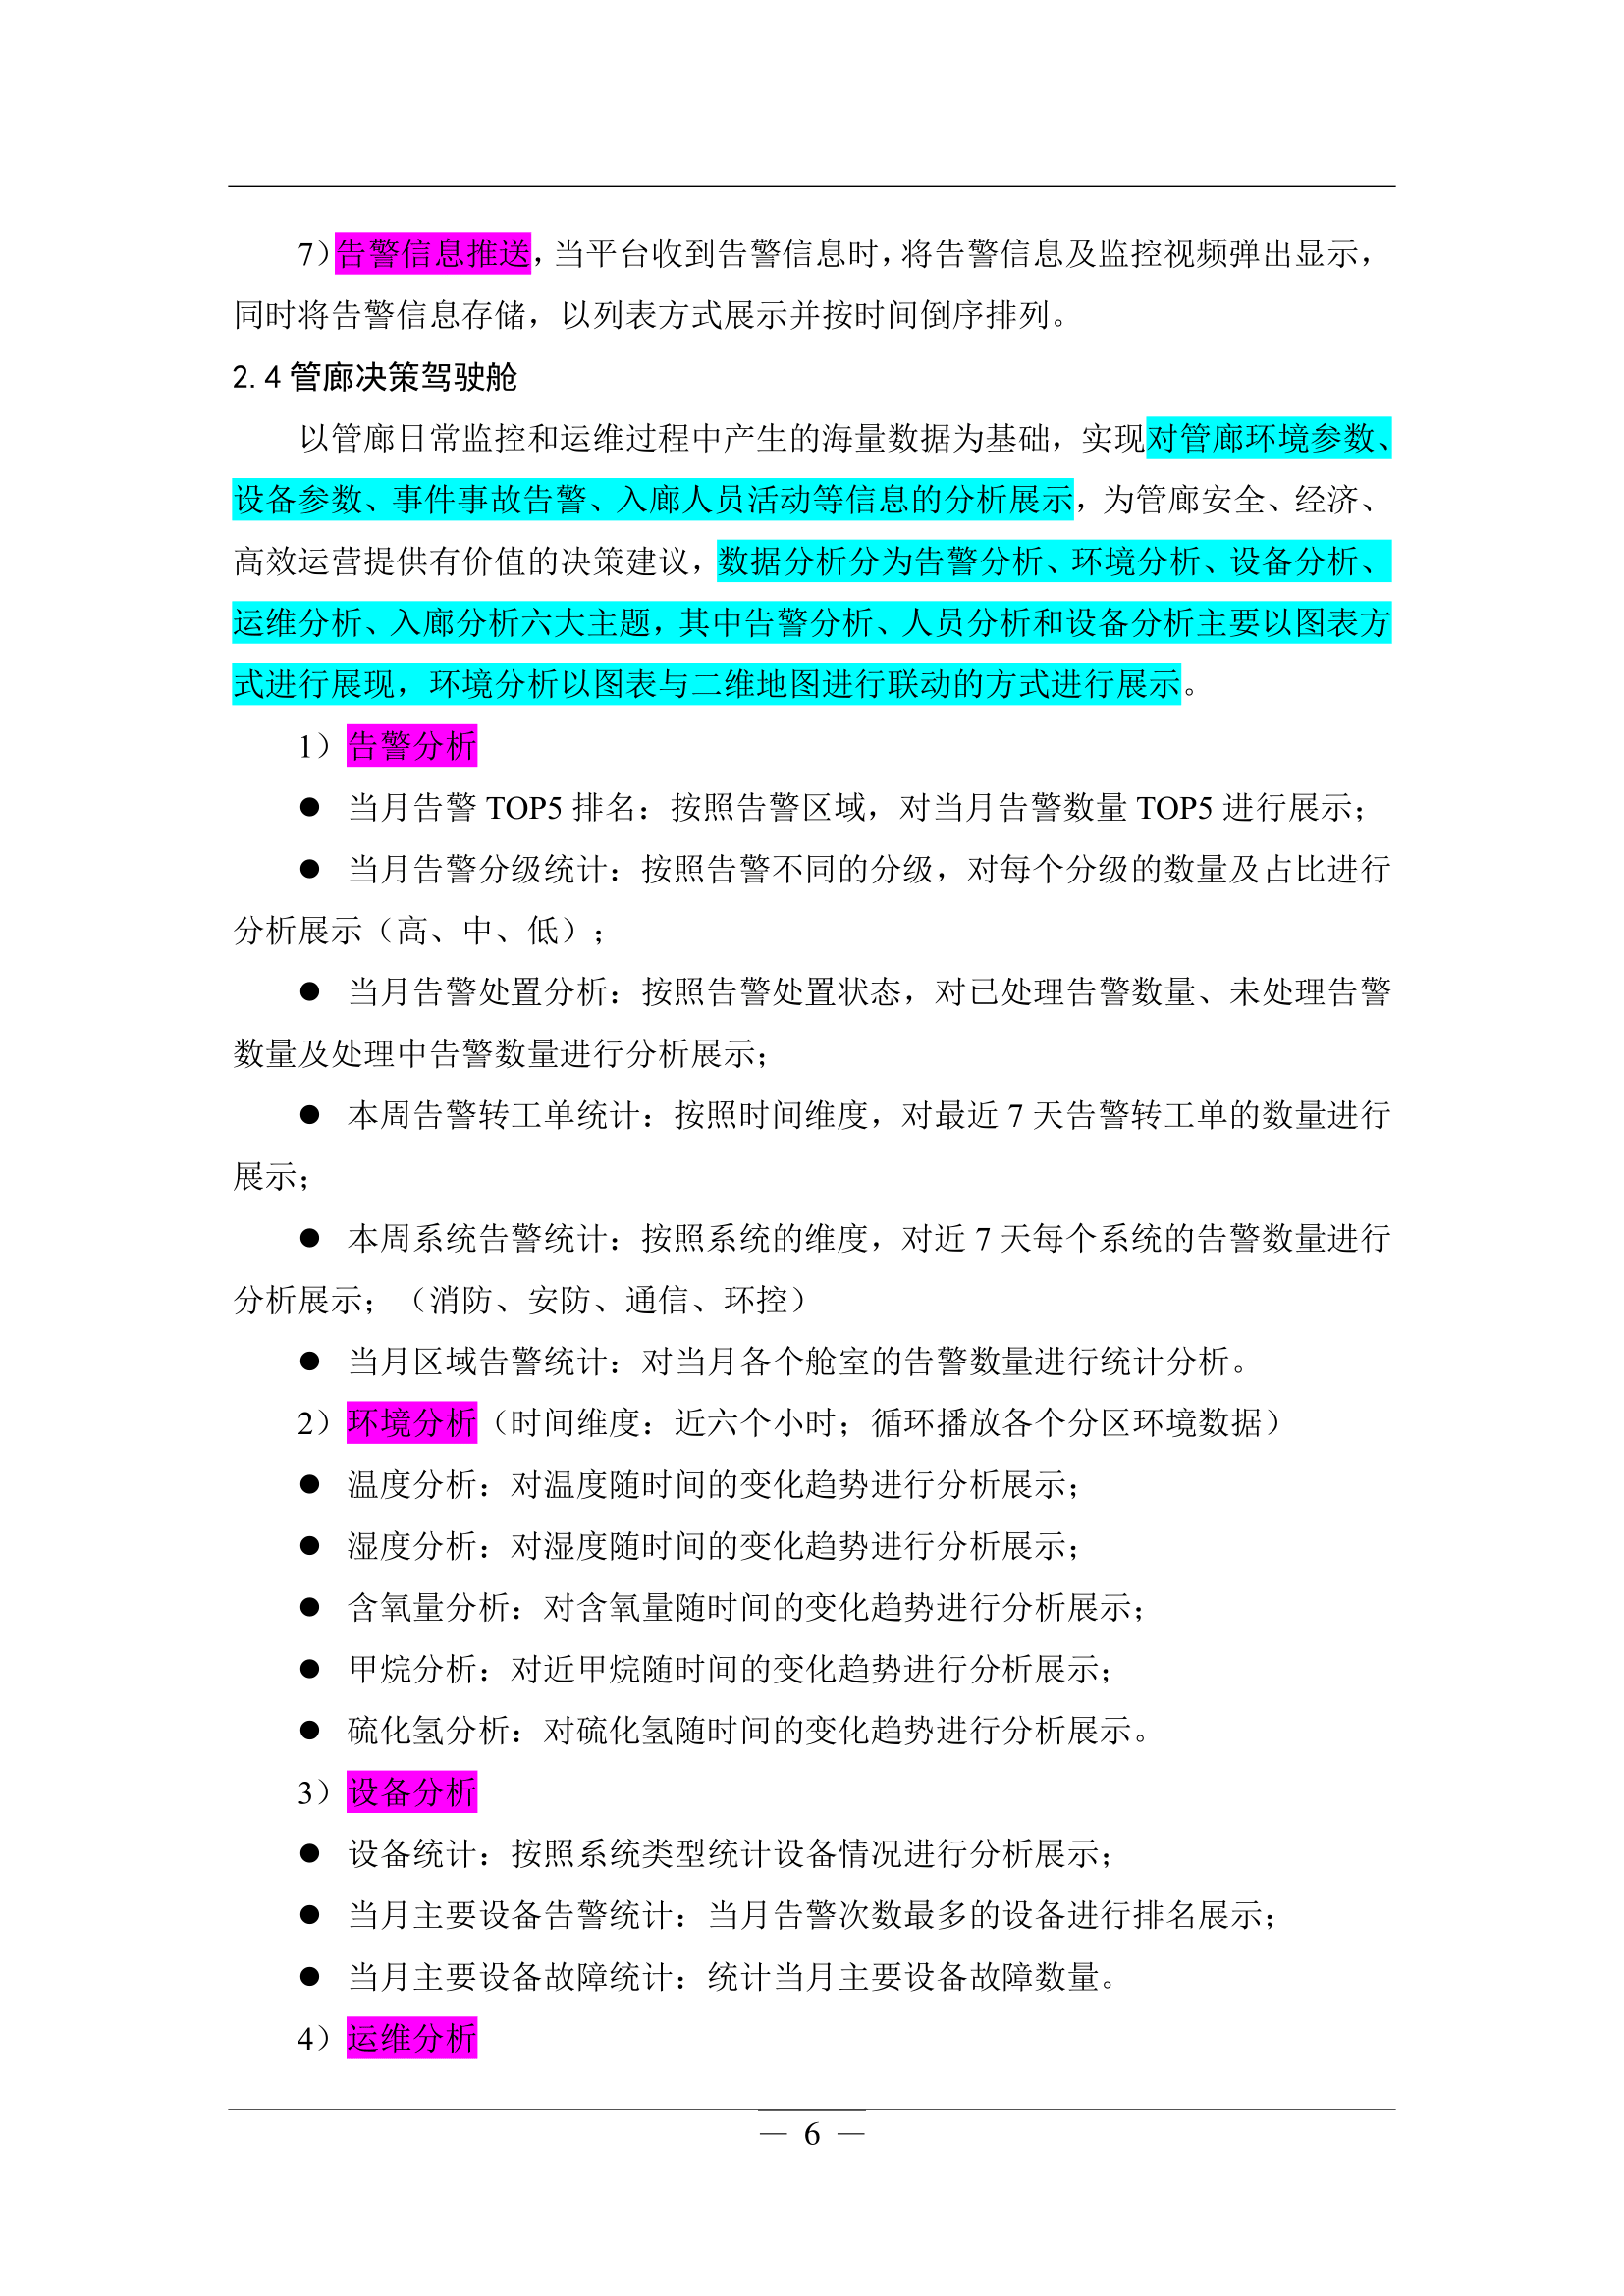 7）告警信息推送，当平台收到告警信息时，将告警信息及监控视频弹出显示，
同时将告警信息存储，以列表方式展示并按时间倒序排列。
2.4 管廊决策驾驶舱
以管廊日常监控和运维过程中产生的海量数据为基础，实现对管廊环境参数、
设备参数、事件事故告警、入廊人员活动等信息的分析展示，为管廊安全、经济、
高效运营提供有价值的决策建议，数据分析分为告警分析、环境分析、设备分析、
运维分析、入廊分析六大主题，其中告警分析、人员分析和设备分析主要以图表方
式进行展现，环境分析以图表与二维地图进行联动的方式进行展示。
1）告警分析
● 当月告警 TOP5 排名：按照告警区域，对当月告警数量 TOP5 进行展示；
● 当月告警分级统计：按照告警不同的分级，对每个分级的数量及占比进行
分析展示（高、中、低）；
● 当月告警处置分析：按照告警处置状态，对已处理告警数量、未处理告警
数量及处理中告警数量进行分析展示；
● 本周告警转工单统计：按照时间维度，对最近 7 天告警转工单的数量进行
展示；
● 本周系统告警统计：按照系统的维度，对近 7 天每个系统的告警数量进行
分析展示；（消防、安防、通信、环控）
● 当月区域告警统计：对当月各个舱室的告警数量进行统计分析。
2）环境分析（时间维度：近六个小时；循环播放各个分区环境数据）
● 温度分析：对温度随时间的变化趋势进行分析展示；
● 湿度分析：对湿度随时间的变化趋势进行分析展示；
● 含氧量分析：对含氧量随时间的变化趋势进行分析展示；
● 甲烷分析：对近甲烷随时间的变化趋势进行分析展示；
● 硫化氢分析：对硫化氢随时间的变化趋势进行分析展示。
3）设备分析
● 设备统计：按照系统类型统计设备情况进行分析展示；
● 当月主要设备告警统计：当月告警次数最多的设备进行排名展示；
● 当月主要设备故障统计：统计当月主要设备故障数量。
4）运维分析
— 6 —